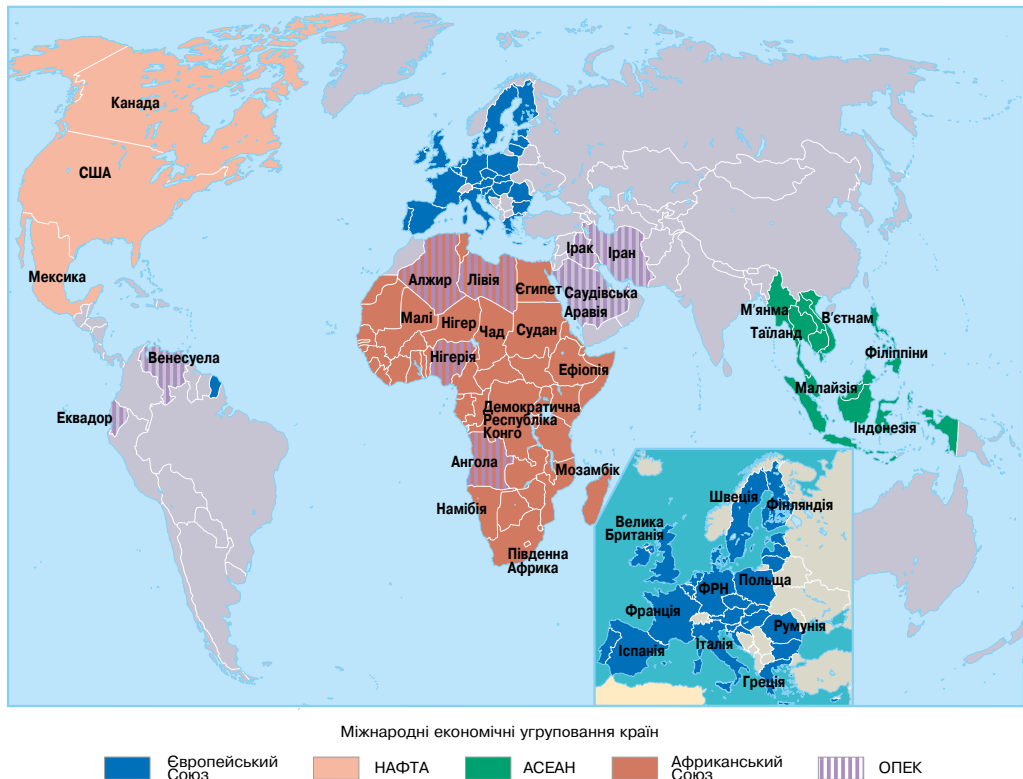 Канада
США
Мексика
Венесуела
Еквадор
Алжир
Лівія
Єгипет
Малі
Нігер
Чад
Судан
Нігерія
Ефіопія
Демократична
Республіка
Конго
Ангола
Мозамбік
Намібія
Південна
Африка
Ірак
Іран
Саудівська
Аравія
М'янма
В'єтнам
Таїланд
Філіппіни
Малайзія
Індонезія
Швеція
Фінляндія
Велика
Британія
ФРН
Польща
Франція
Румунія
Італія
Іспанія
Греція
Міжнародні економічні угруповання країн
Європейський
Союз
НАФТА
АСЕАН
Африканський
Союз
ОПЕК